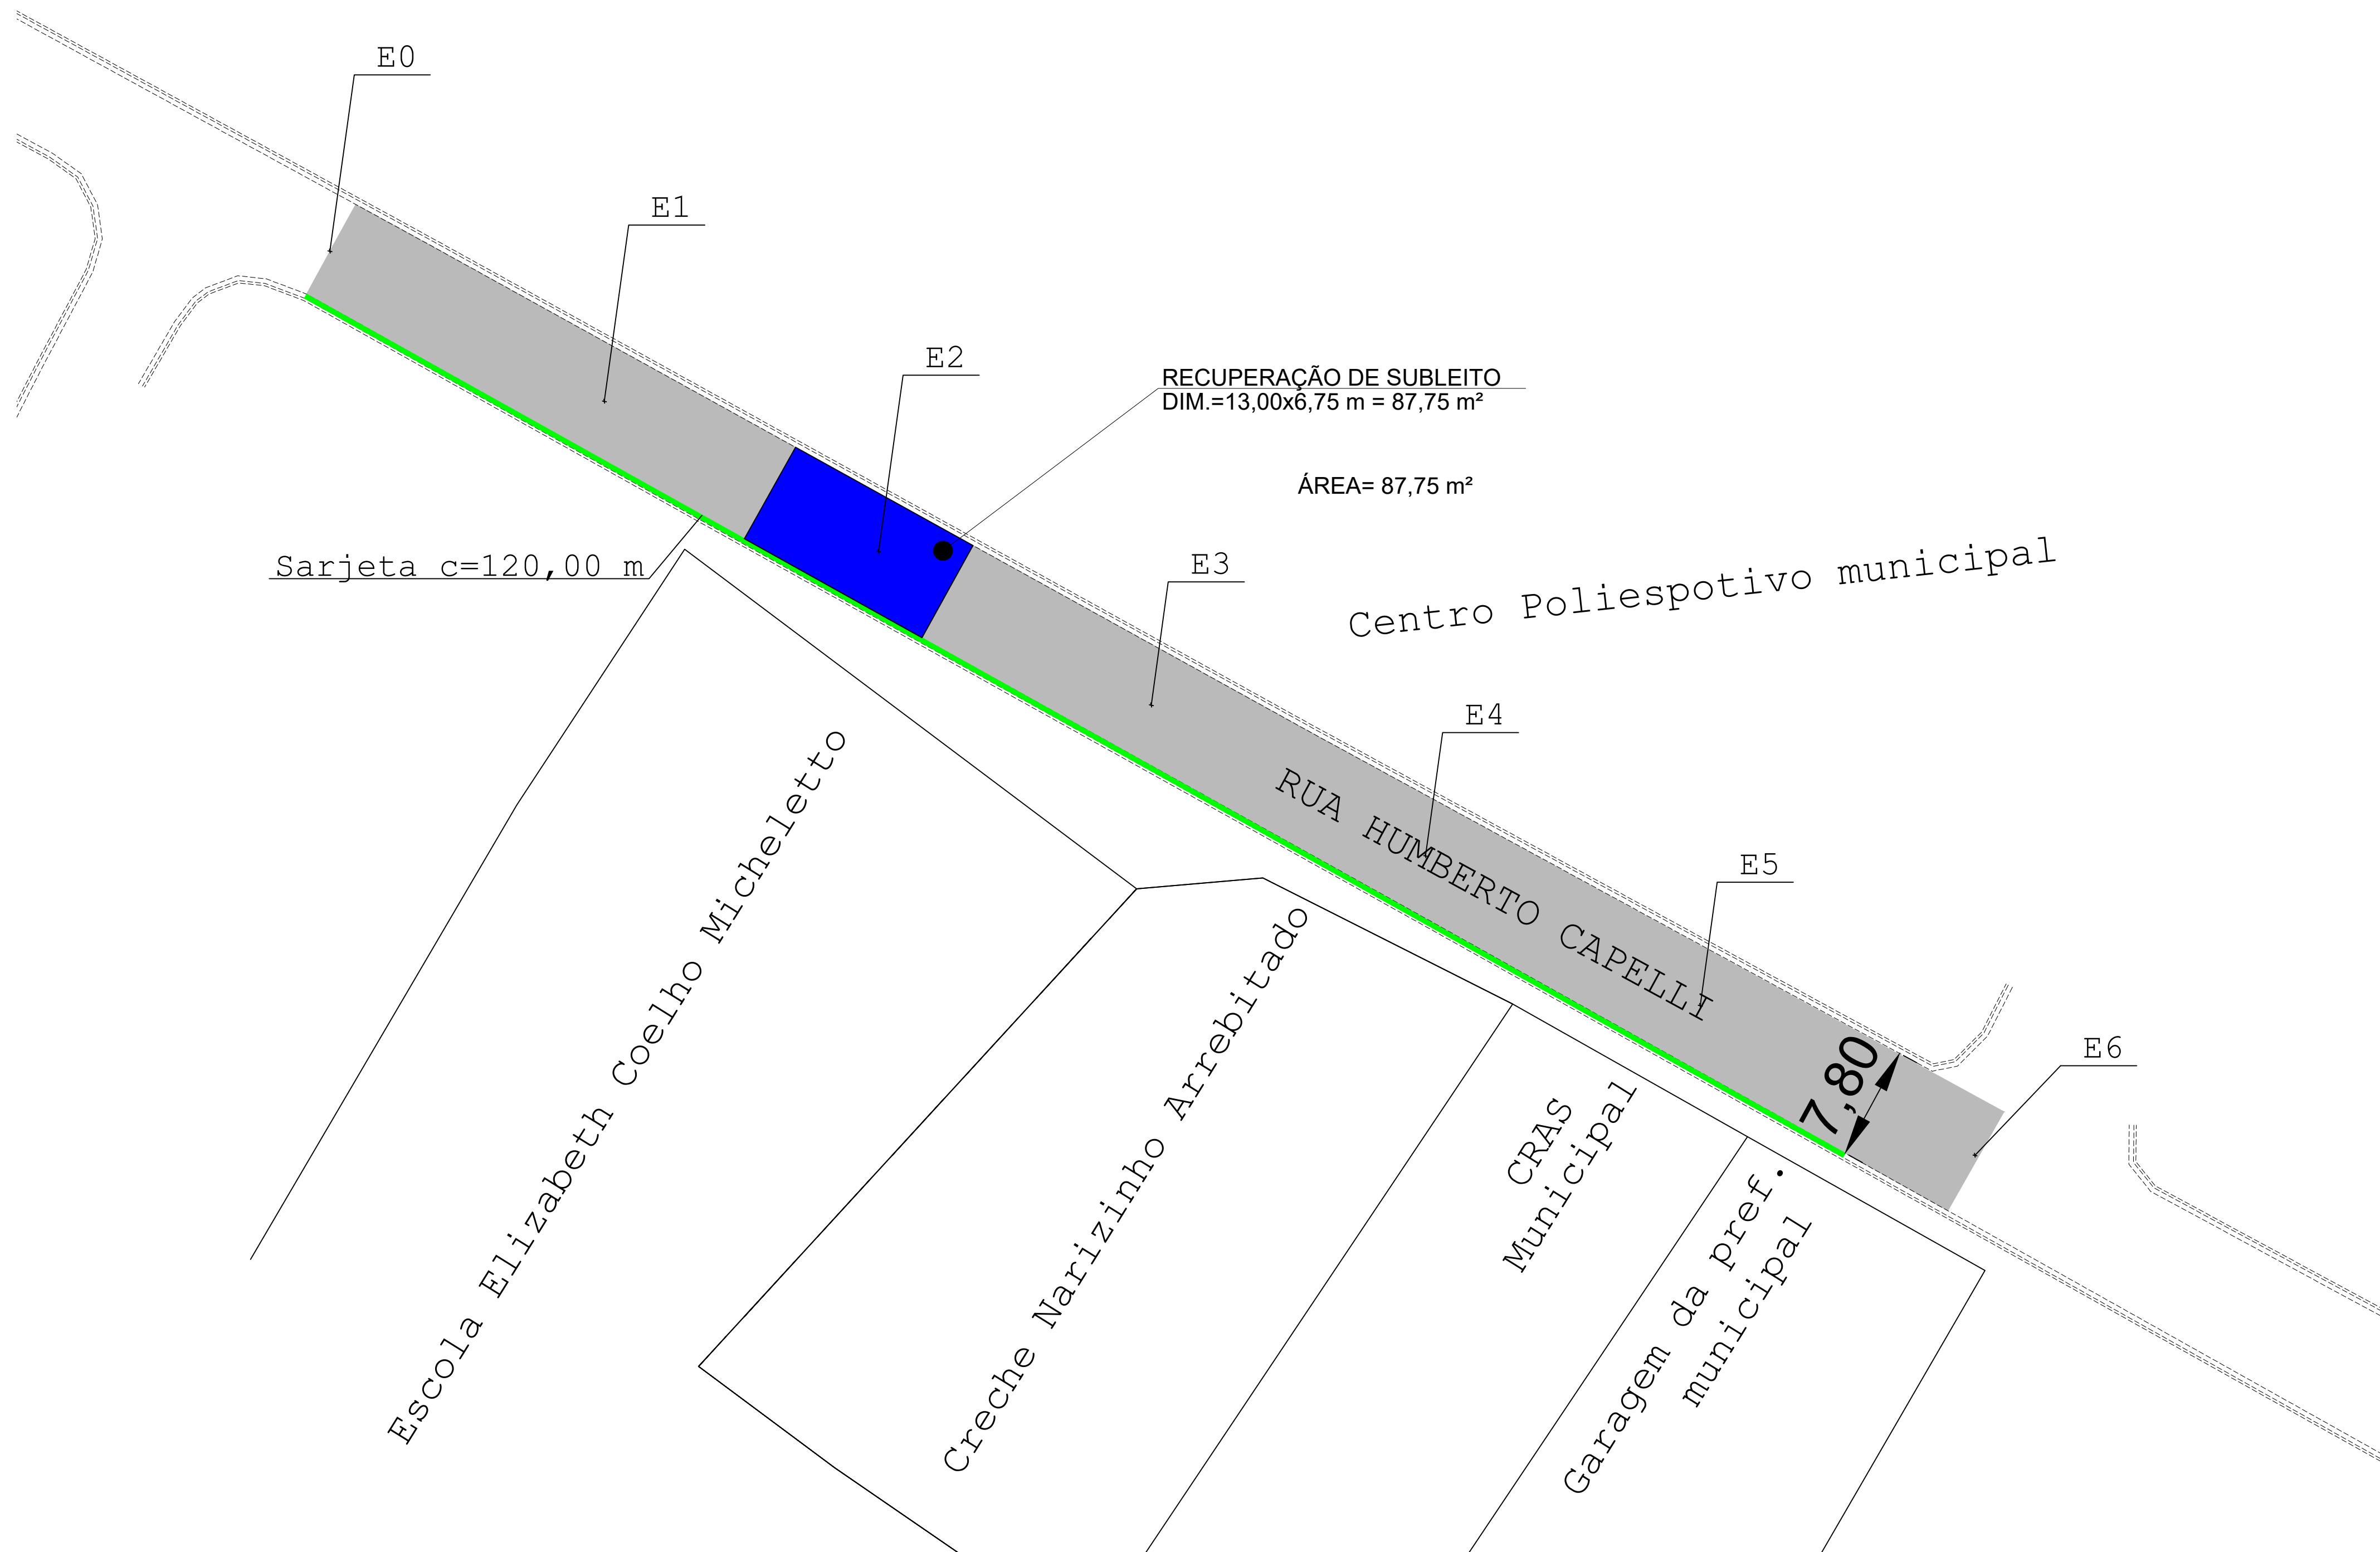 E0
E1
E2
RECUPERAÇÃO DE SUBLEITO
DIM.=13,00x6,75 m = 87,75 m²
ÁREA= 87,75 m²
Sarjeta c=120,00 m
E3
Centro Poliespotivo municipal
E4
RUA HUMBERTO CAPELLI
E5
E6
7,80
Escola Elizabeth Coelho Micheletto
Creche Narizinho Arrebitado
CRAS
Municipal
Garagem da pref.
municipal